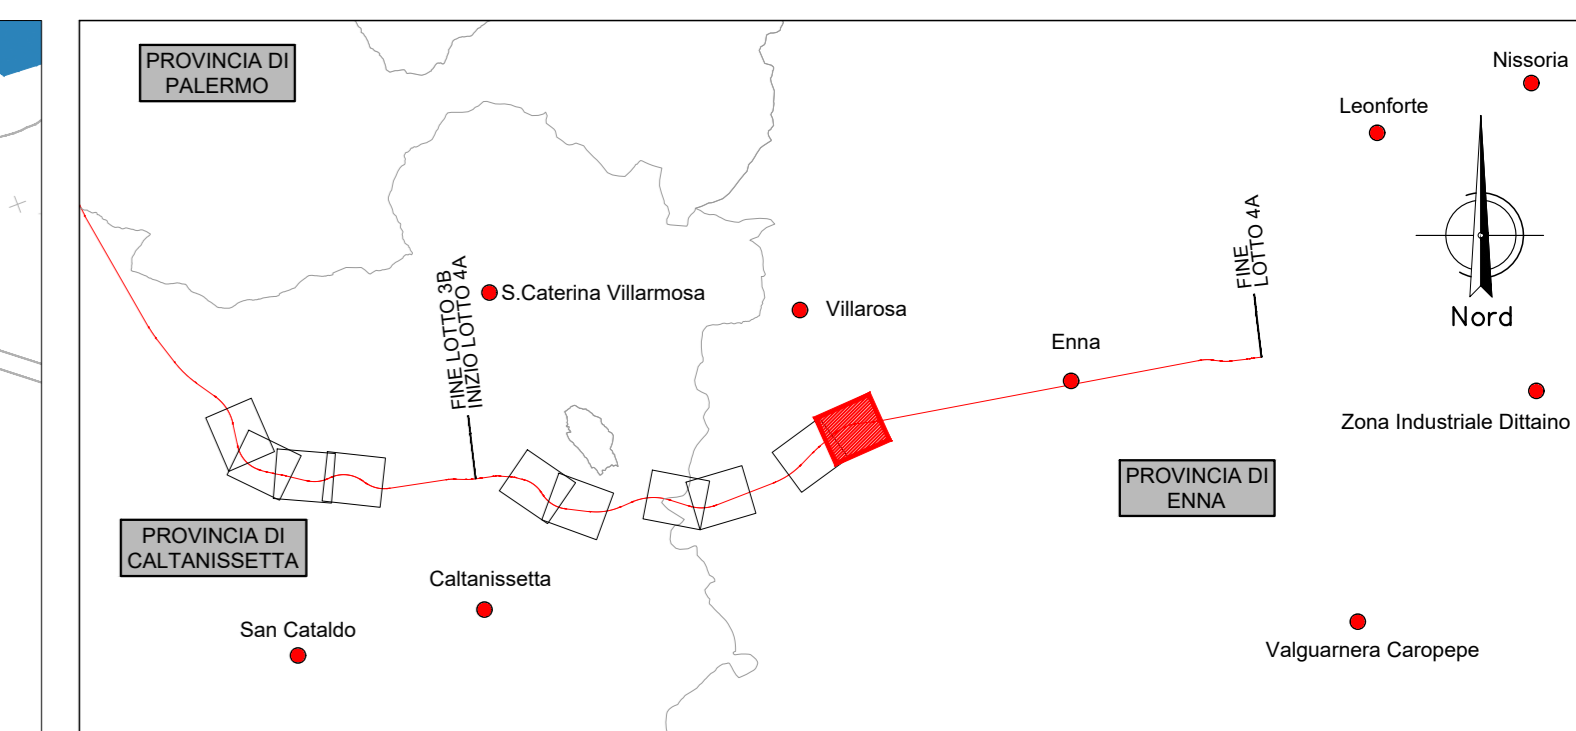 PROVINCIA DI
PALERMO
Nissoria
Leonforte
FINE
LOTTO 4A
Nord
FINE LOTTO 3B
INIZIO LOTTO 4A
S.Caterina Villarmosa
Villarosa
Enna
Zona Industriale Dittaino
PROVINCIA DI
ENNA
PROVINCIA DI
CALTANISSETTA
Caltanissetta
San Cataldo
Valguarnera Caropepe